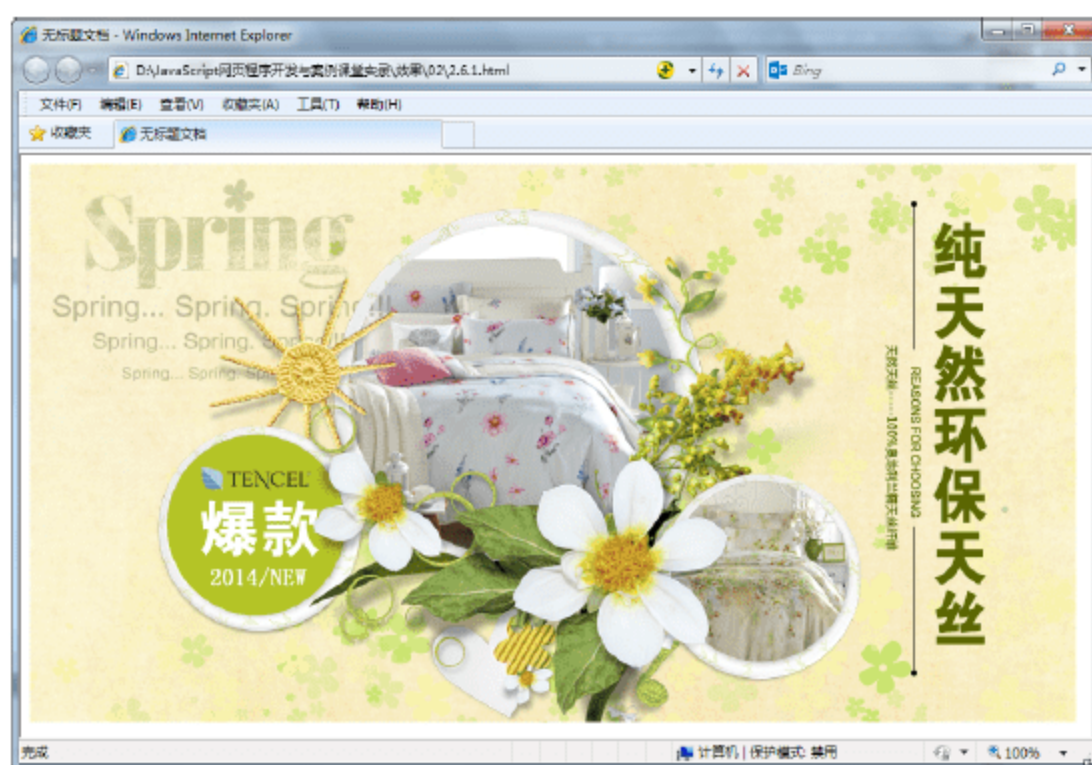 无标题文档 - Windows Internet Explorer
D:\JavaScript网页程序开发与案例课堂实录\效果\02\2.6.1.html
Bing
文件(F) 编辑(E) 查看(V) 收藏夹(A) 工具(T) 帮助(H)
收藏夹
无标题文档
Spring
Spring... Spring. Spring.!!
Spring... Spring. Spring.!!
Spring... Spring.
TENCEL
爆款
2014/NEW
纯天然环保天丝
REASONS FOR CHOOSING
完成
计算机 | 保护模式: 禁用
100%